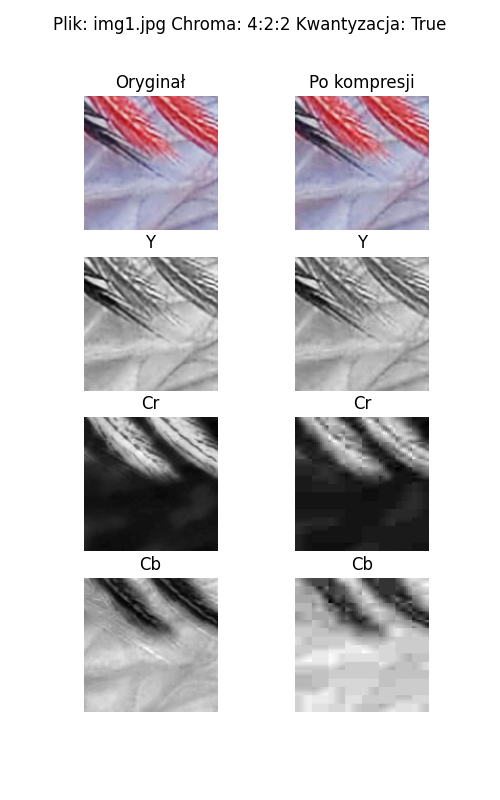 Plik: img1.jpg Chroma: 4:2:2 Kwantyzacja: True
Oryginał Po kompresji
Y Y
Cr Cr
Cb Cb